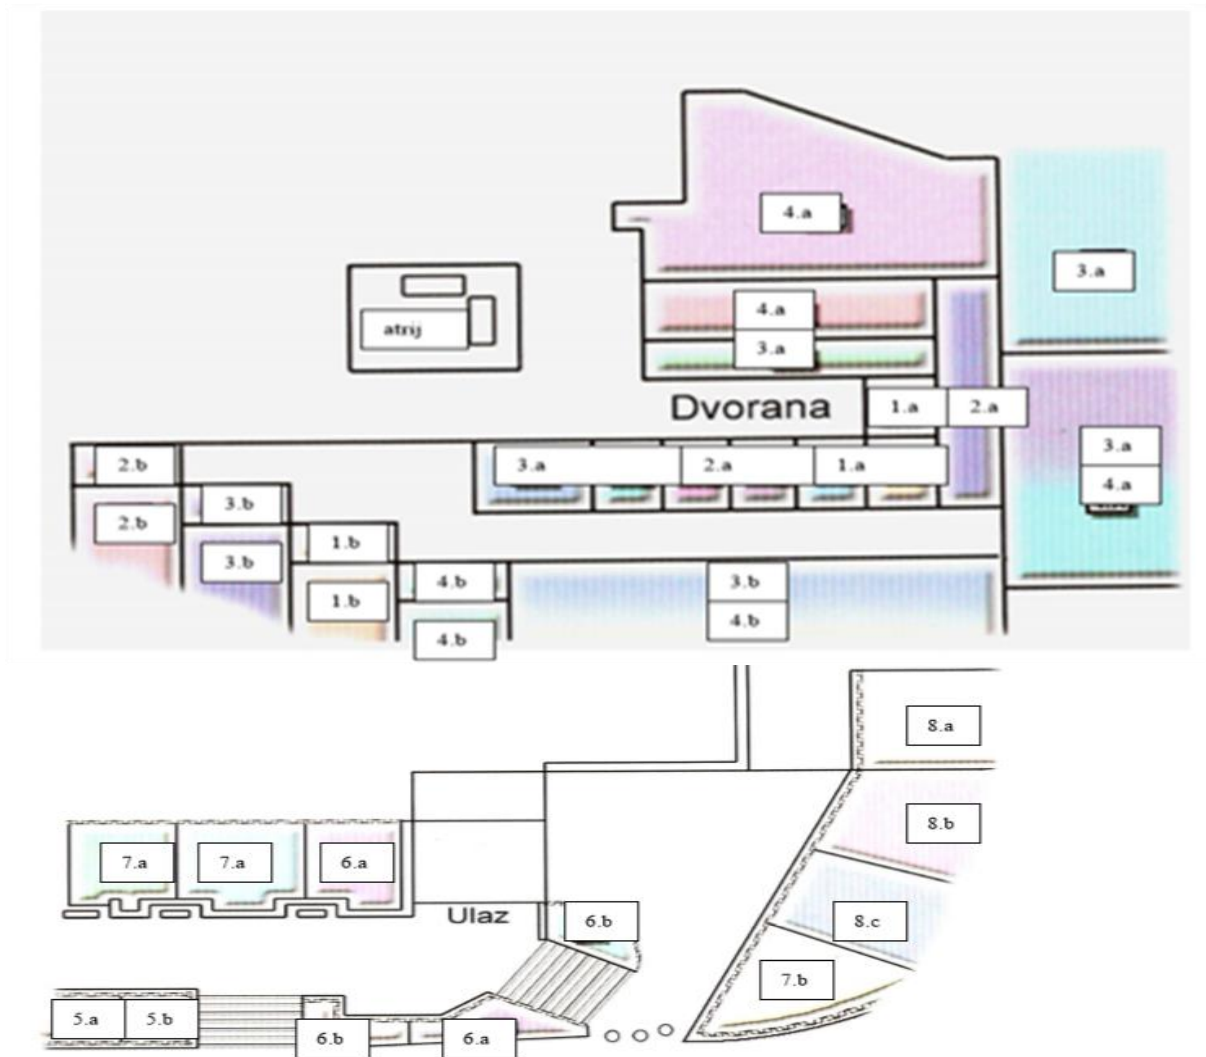 4.a
3.a
4.a
atrij
3.a
Dvorana
1.a 2.a
3.a
4.a
2.b
3.a 2.a 1.a
2.b
3.b
1.b
3.b
4.b
3.b
1.b
4.b
4.b
8.a
8.b
7.a 7.a 6.a
Ulaz
6.b
8.c
7.b
5.a 5.b
6.b
6.a